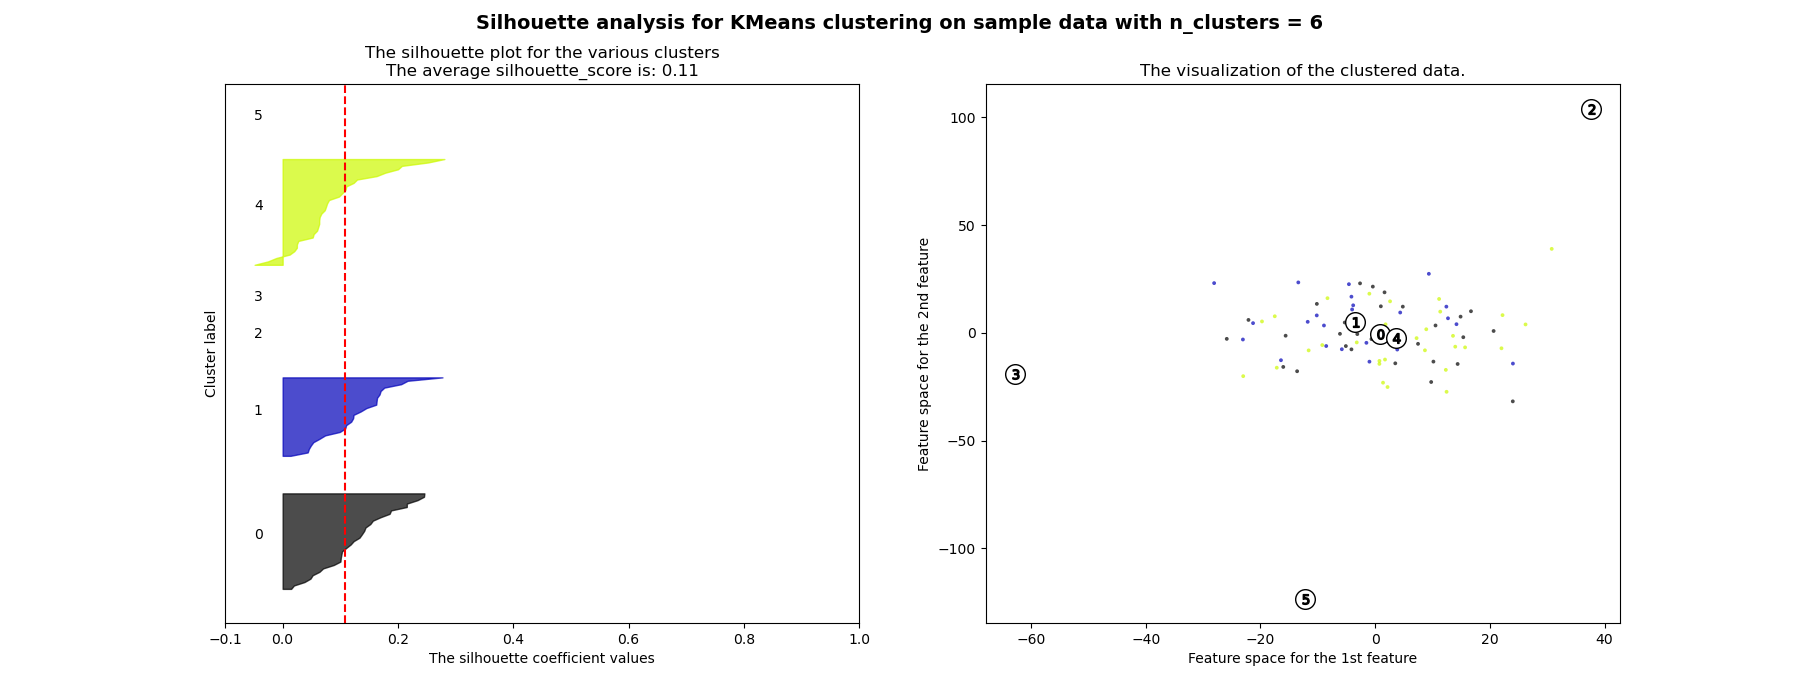 Silhouette analysis for KMeans clustering on sample data with n_clusters = 6
The silhouette plot for the various clusters
The average silhouette_score is: 0.11
5
4
3
2
1
0
Cluster label
−0.1 0.0 0.2 0.4 0.6 0.8 1.0
The silhouette coefficient values
The visualization of the clustered data.
100
50
0
−50
−100
Feature space for the 2nd feature
2
1
0
4
3
5
−60 −40 −20 0 20 40
Feature space for the 1st feature